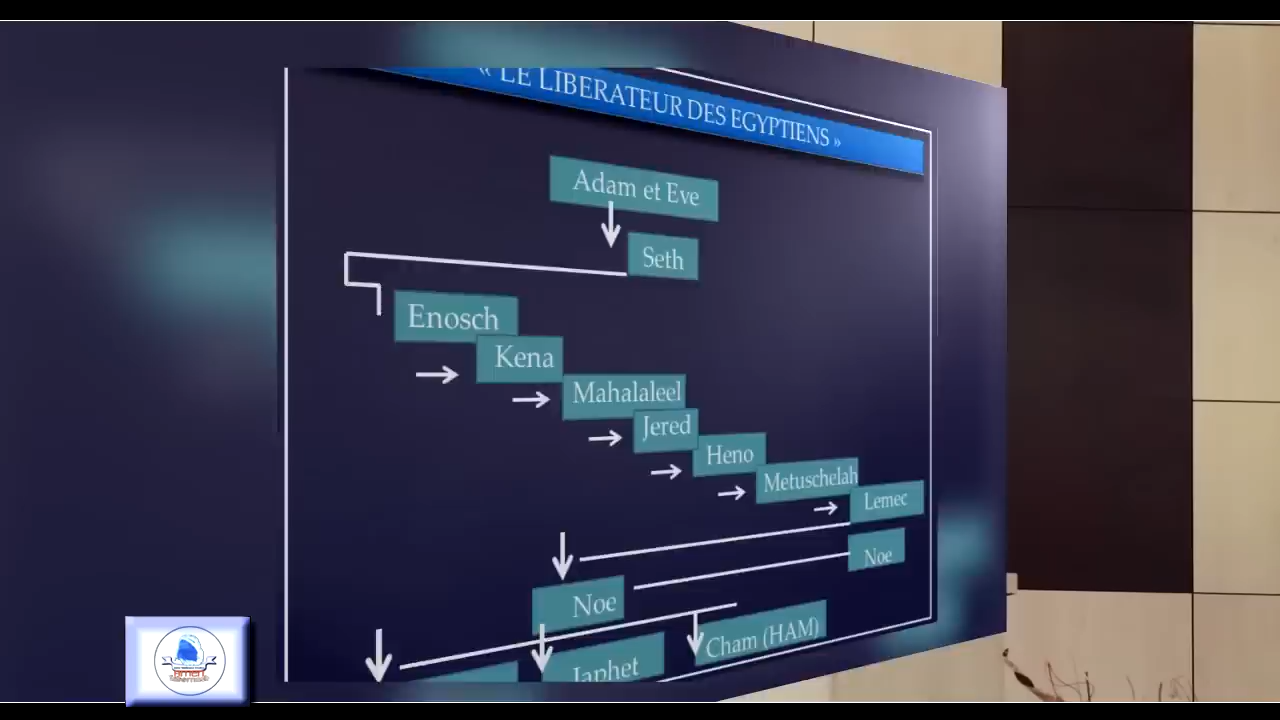 « LE LIBERATEUR DES EGYPTIENS »
Adam et Eve
Seth
Enosch
Kena
Mahalaleel
Jered
Heno
Metuschelah
Lemec
Noe
Noe
Cham (HAM)
Japhet